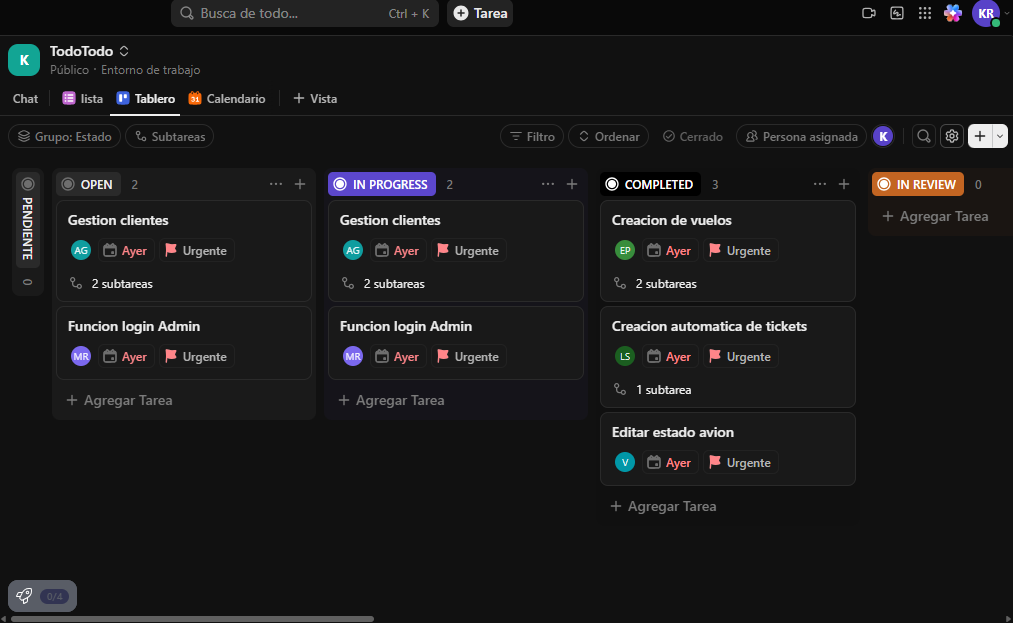 Busca de todo... Ctrl + K
Tarea
KR
K
TodoTodo
Público · Entorno de trabajo
Chat lista Tablero 31 Calendario + Vista
Grupo: Estado Subtareas Filtro Ordenar Cerrado Persona asignada K
PENDIENTE
0
OPEN 2
Gestion clientes
AG Ayer Urgente
2 subtareas
Funcion login Admin
MR Ayer Urgente
+ Agregar Tarea
IN PROGRESS 2
Gestion clientes
AG Ayer Urgente
2 subtareas
Funcion login Admin
MR Ayer Urgente
+ Agregar Tarea
COMPLETED 3
Creacion de vuelos
EP Ayer Urgente
2 subtareas
Creacion automatica de tickets
LS Ayer Urgente
1 subtarea
Editar estado avion
V Ayer Urgente
+ Agregar Tarea
IN REVIEW 0
+ Agregar Tarea
0/4